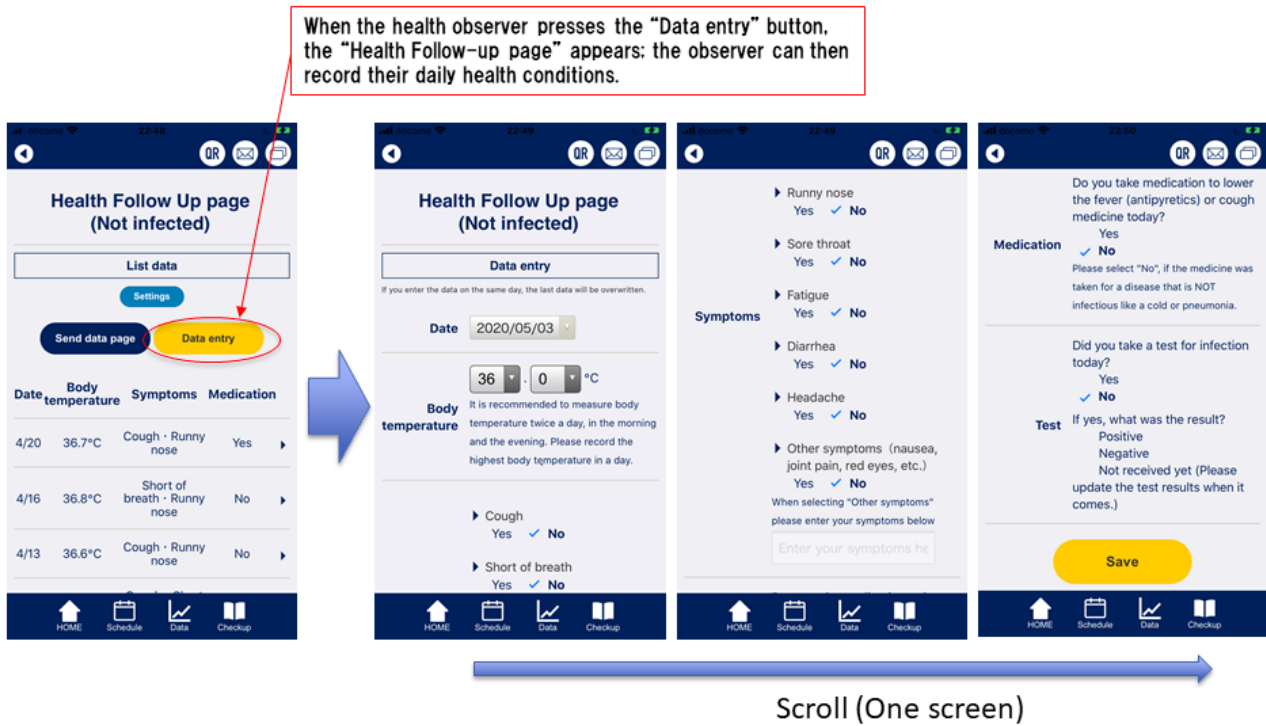 When the health observer presses the “Data entry” button,
the “Health Follow-up page” appears; the observer can then
record their daily health conditions.
docomo 22:48
QR
Health Follow Up page
(Not infected)
List data
Settings
Send data page Data entry
Date Body temperature Symptoms Medication
4/20 36.7°C Cough・Runny nose Yes
4/16 36.8°C Short of breath・Runny nose No
4/13 36.6°C Cough・Runny nose No
HOME Schedule Data Checkup
docomo 22:49
QR
Health Follow Up page
(Not infected)
Data entry
If you enter the data on the same day, the last data will be overwritten.
Date 2020/05/03
36 . 0 °C
Body temperature
It is recommended to measure body
temperature twice a day, in the morning
and the evening. Please record the
highest body temperature in a day.
Cough
Yes ✓ No
Short of breath
Yes ✓ No
HOME Schedule Data Checkup
docomo 22:49
QR
Symptoms
Runny nose
Yes ✓ No
Sore throat
Yes ✓ No
Fatigue
Yes ✓ No
Diarrhea
Yes ✓ No
Headache
Yes ✓ No
Other symptoms (nausea,
joint pain, red eyes, etc.)
Yes ✓ No
When selecting "Other symptoms"
please enter your symptoms below
Enter your symptoms he
HOME Schedule Data Checkup
docomo 22:50
QR
Medication
Do you take medication to lower
the fever (antipyretics) or cough
medicine today?
Yes
✓ No
Please select "No", if the medicine was
taken for a disease that is NOT
infectious like a cold or pneumonia.
Test
Did you take a test for infection
today?
Yes
✓ No
If yes, what was the result?
Positive
Negative
Not received yet (Please
update the test results when it
comes.)
Save
HOME Schedule Data Checkup
Scroll (One screen)